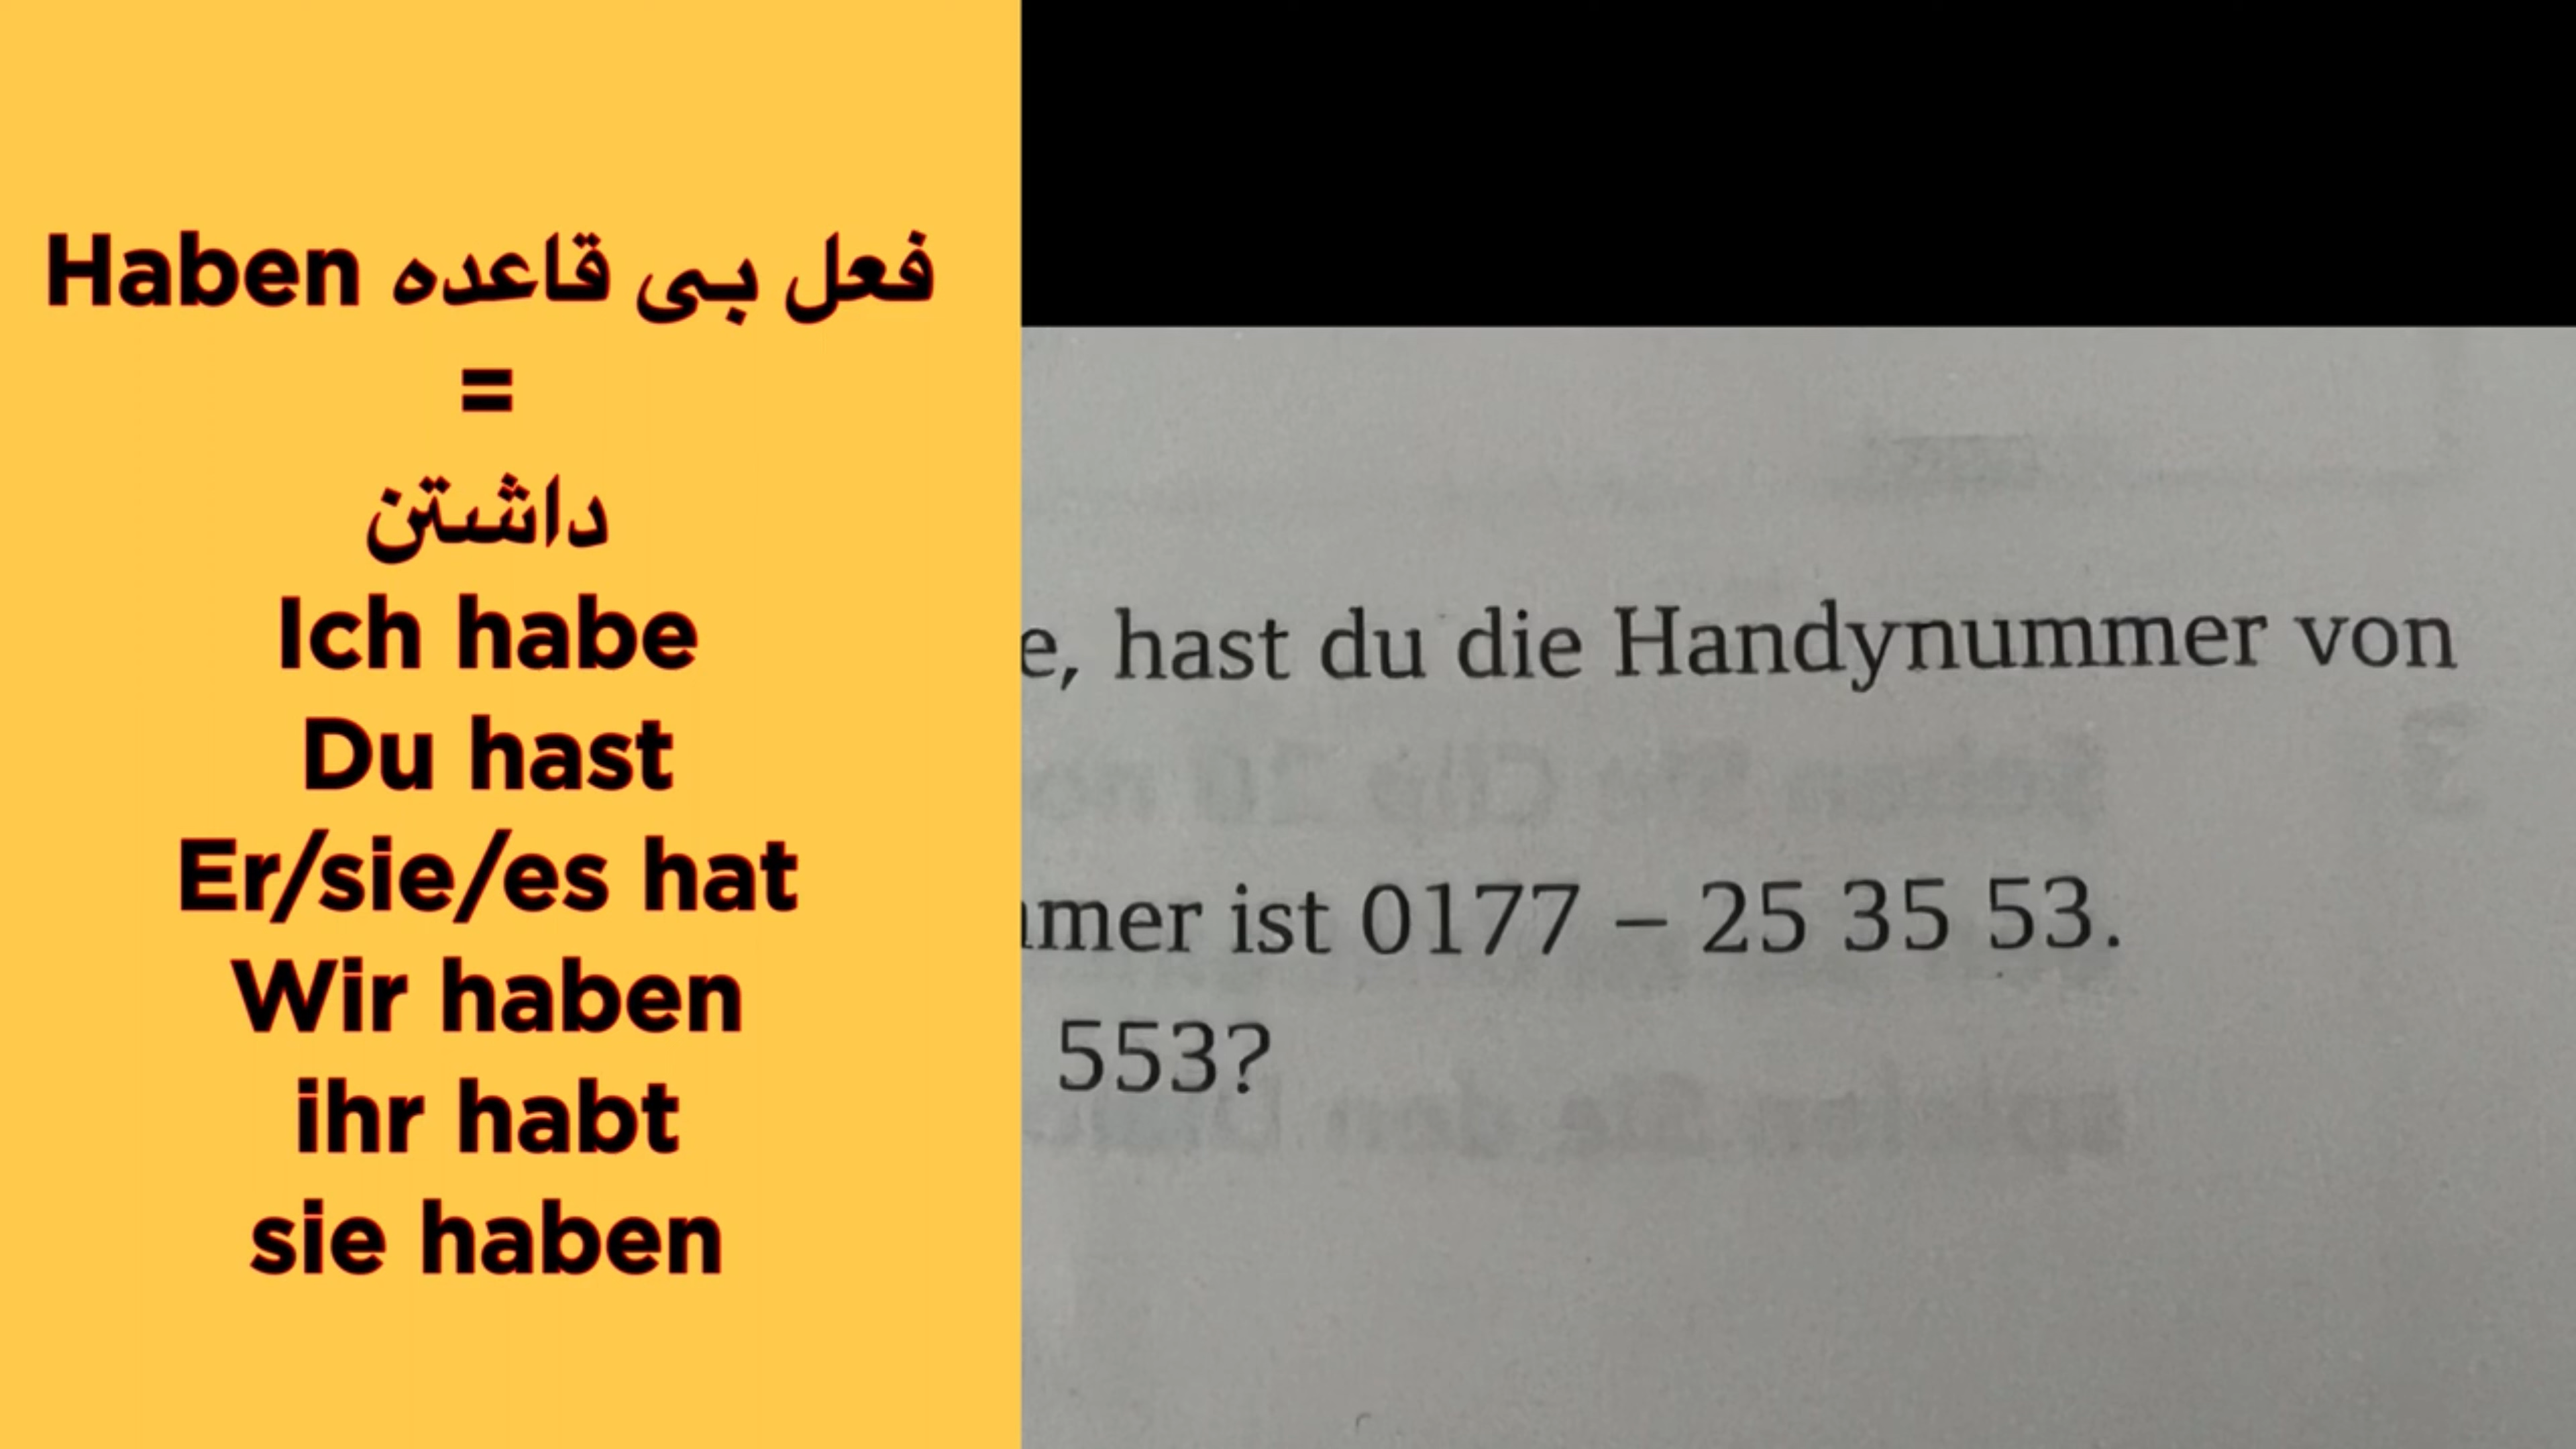 Haben فعل بی قاعده
=
داشتن
Ich habe
Du hast
Er/sie/es hat
Wir haben
ihr habt
sie haben
e, hast du die Handynummer von
mer ist 0177 – 25 35 53.
553?